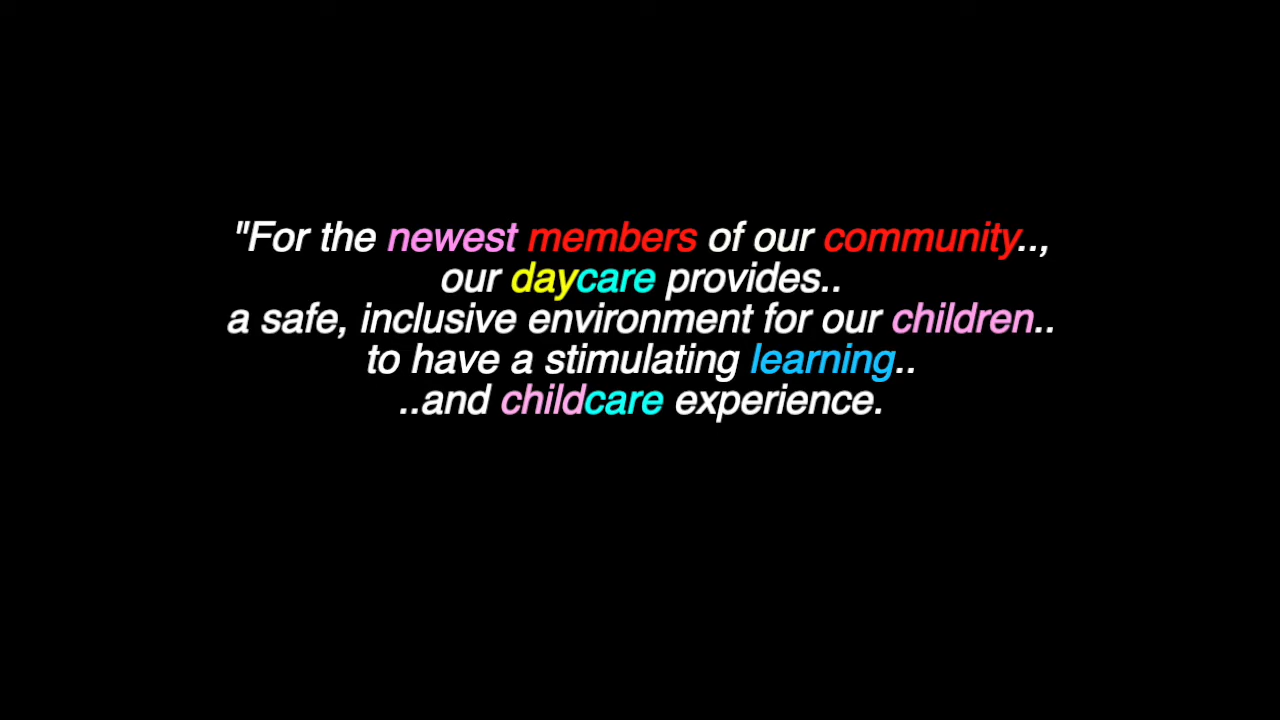 "For the newest members of our community..,
our daycare provides..
a safe, inclusive environment for our children..
to have a stimulating learning..
..and childcare experience.